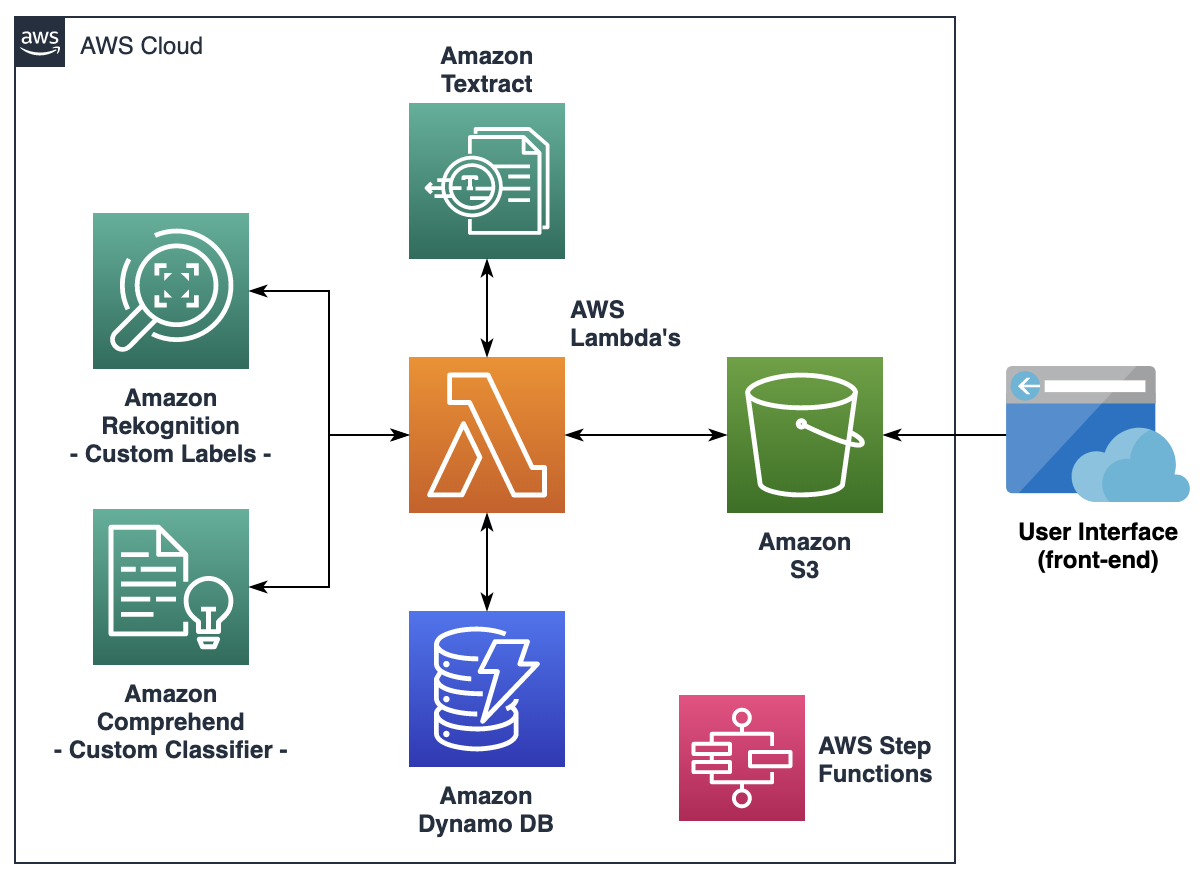 aws
AWS Cloud
Amazon
Textract
AWS
Lambda's
Amazon
Rekognition
- Custom Labels -
Amazon
S3
User Interface
(front-end)
Amazon
Comprehend
- Custom Classifier -
Amazon
Dynamo DB
AWS Step
Functions
T